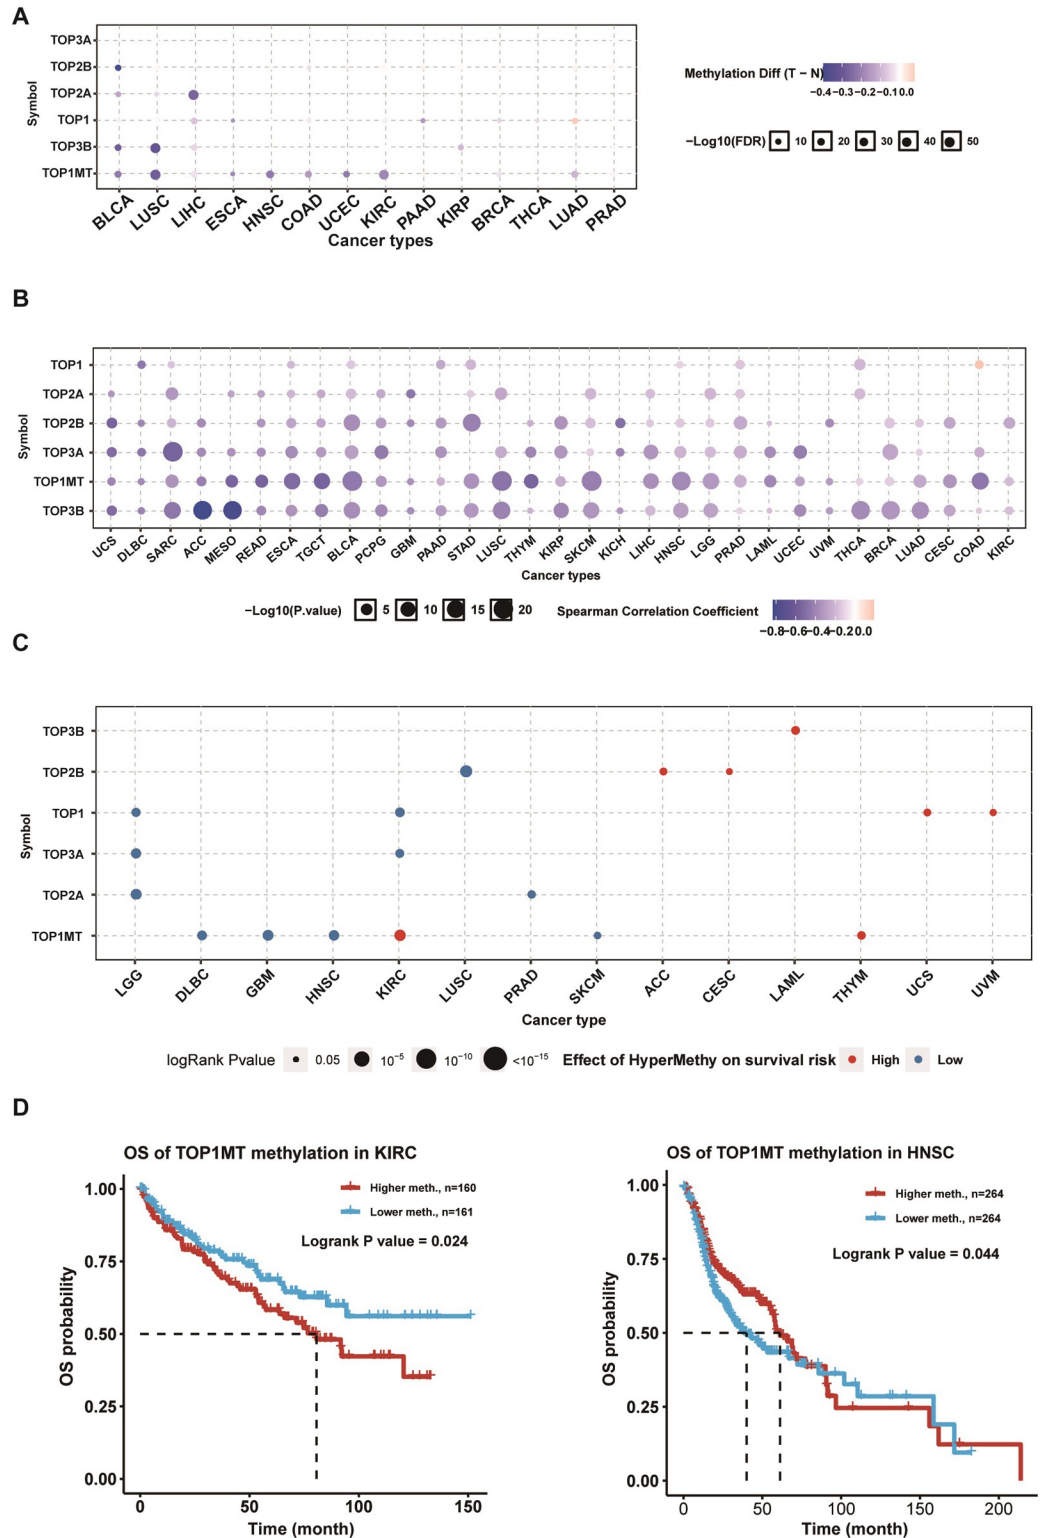 A
TOP3A
TOP2B
TOP2A
TOP1
TOP3B
TOP1MT
Symbol
BLCA LUSC LIHC ESCA HNSC COAD UCEC KIRC PAAD KIRP BRCA THCA LUAD PRAD
Cancer types
Methylation Diff (T − N)
−0.4 −0.3 −0.2 −0.1 0.0
−Log10(FDR) 10 20 30 40 50
B
TOP1
TOP2A
TOP2B
TOP3A
TOP1MT
TOP3B
Symbol
UCS DLBC SARC ACC MESO READ ESCA TGCT BLCA PCPG GBM PAAD STAD LUSC THYM KIRP SKCM KICH LIHC HNSC LGG PRAD LAML UCEC UVM THCA BRCA LUAD CESC COAD KIRC
Cancer types
−Log10(P.value) 5 10 15 20 Spearman Correlation Coefficient
−0.8 −0.6 −0.4 −0.2 0.0
C
TOP3B
TOP2B
TOP1
TOP3A
TOP2A
TOP1MT
Symbol
LGG DLBC GBM HNSC KIRC LUSC PRAD SKCM ACC CESC LAML THYM UCS UVM
Cancer type
logRank Pvalue 0.05 10⁻⁵ 10⁻¹⁰ <10⁻¹⁵ Effect of HyperMethy on survival risk High Low
D
OS of TOP1MT methylation in KIRC
Higher meth., n=160
Lower meth., n=161
Logrank P value = 0.024
1.00
0.75
0.50
0.25
0.00
OS probability
0 50 100 150
Time (month)
OS of TOP1MT methylation in HNSC
Higher meth., n=264
Lower meth., n=264
Logrank P value = 0.044
1.00
0.75
0.50
0.25
0.00
OS probability
0 50 100 150 200
Time (month)